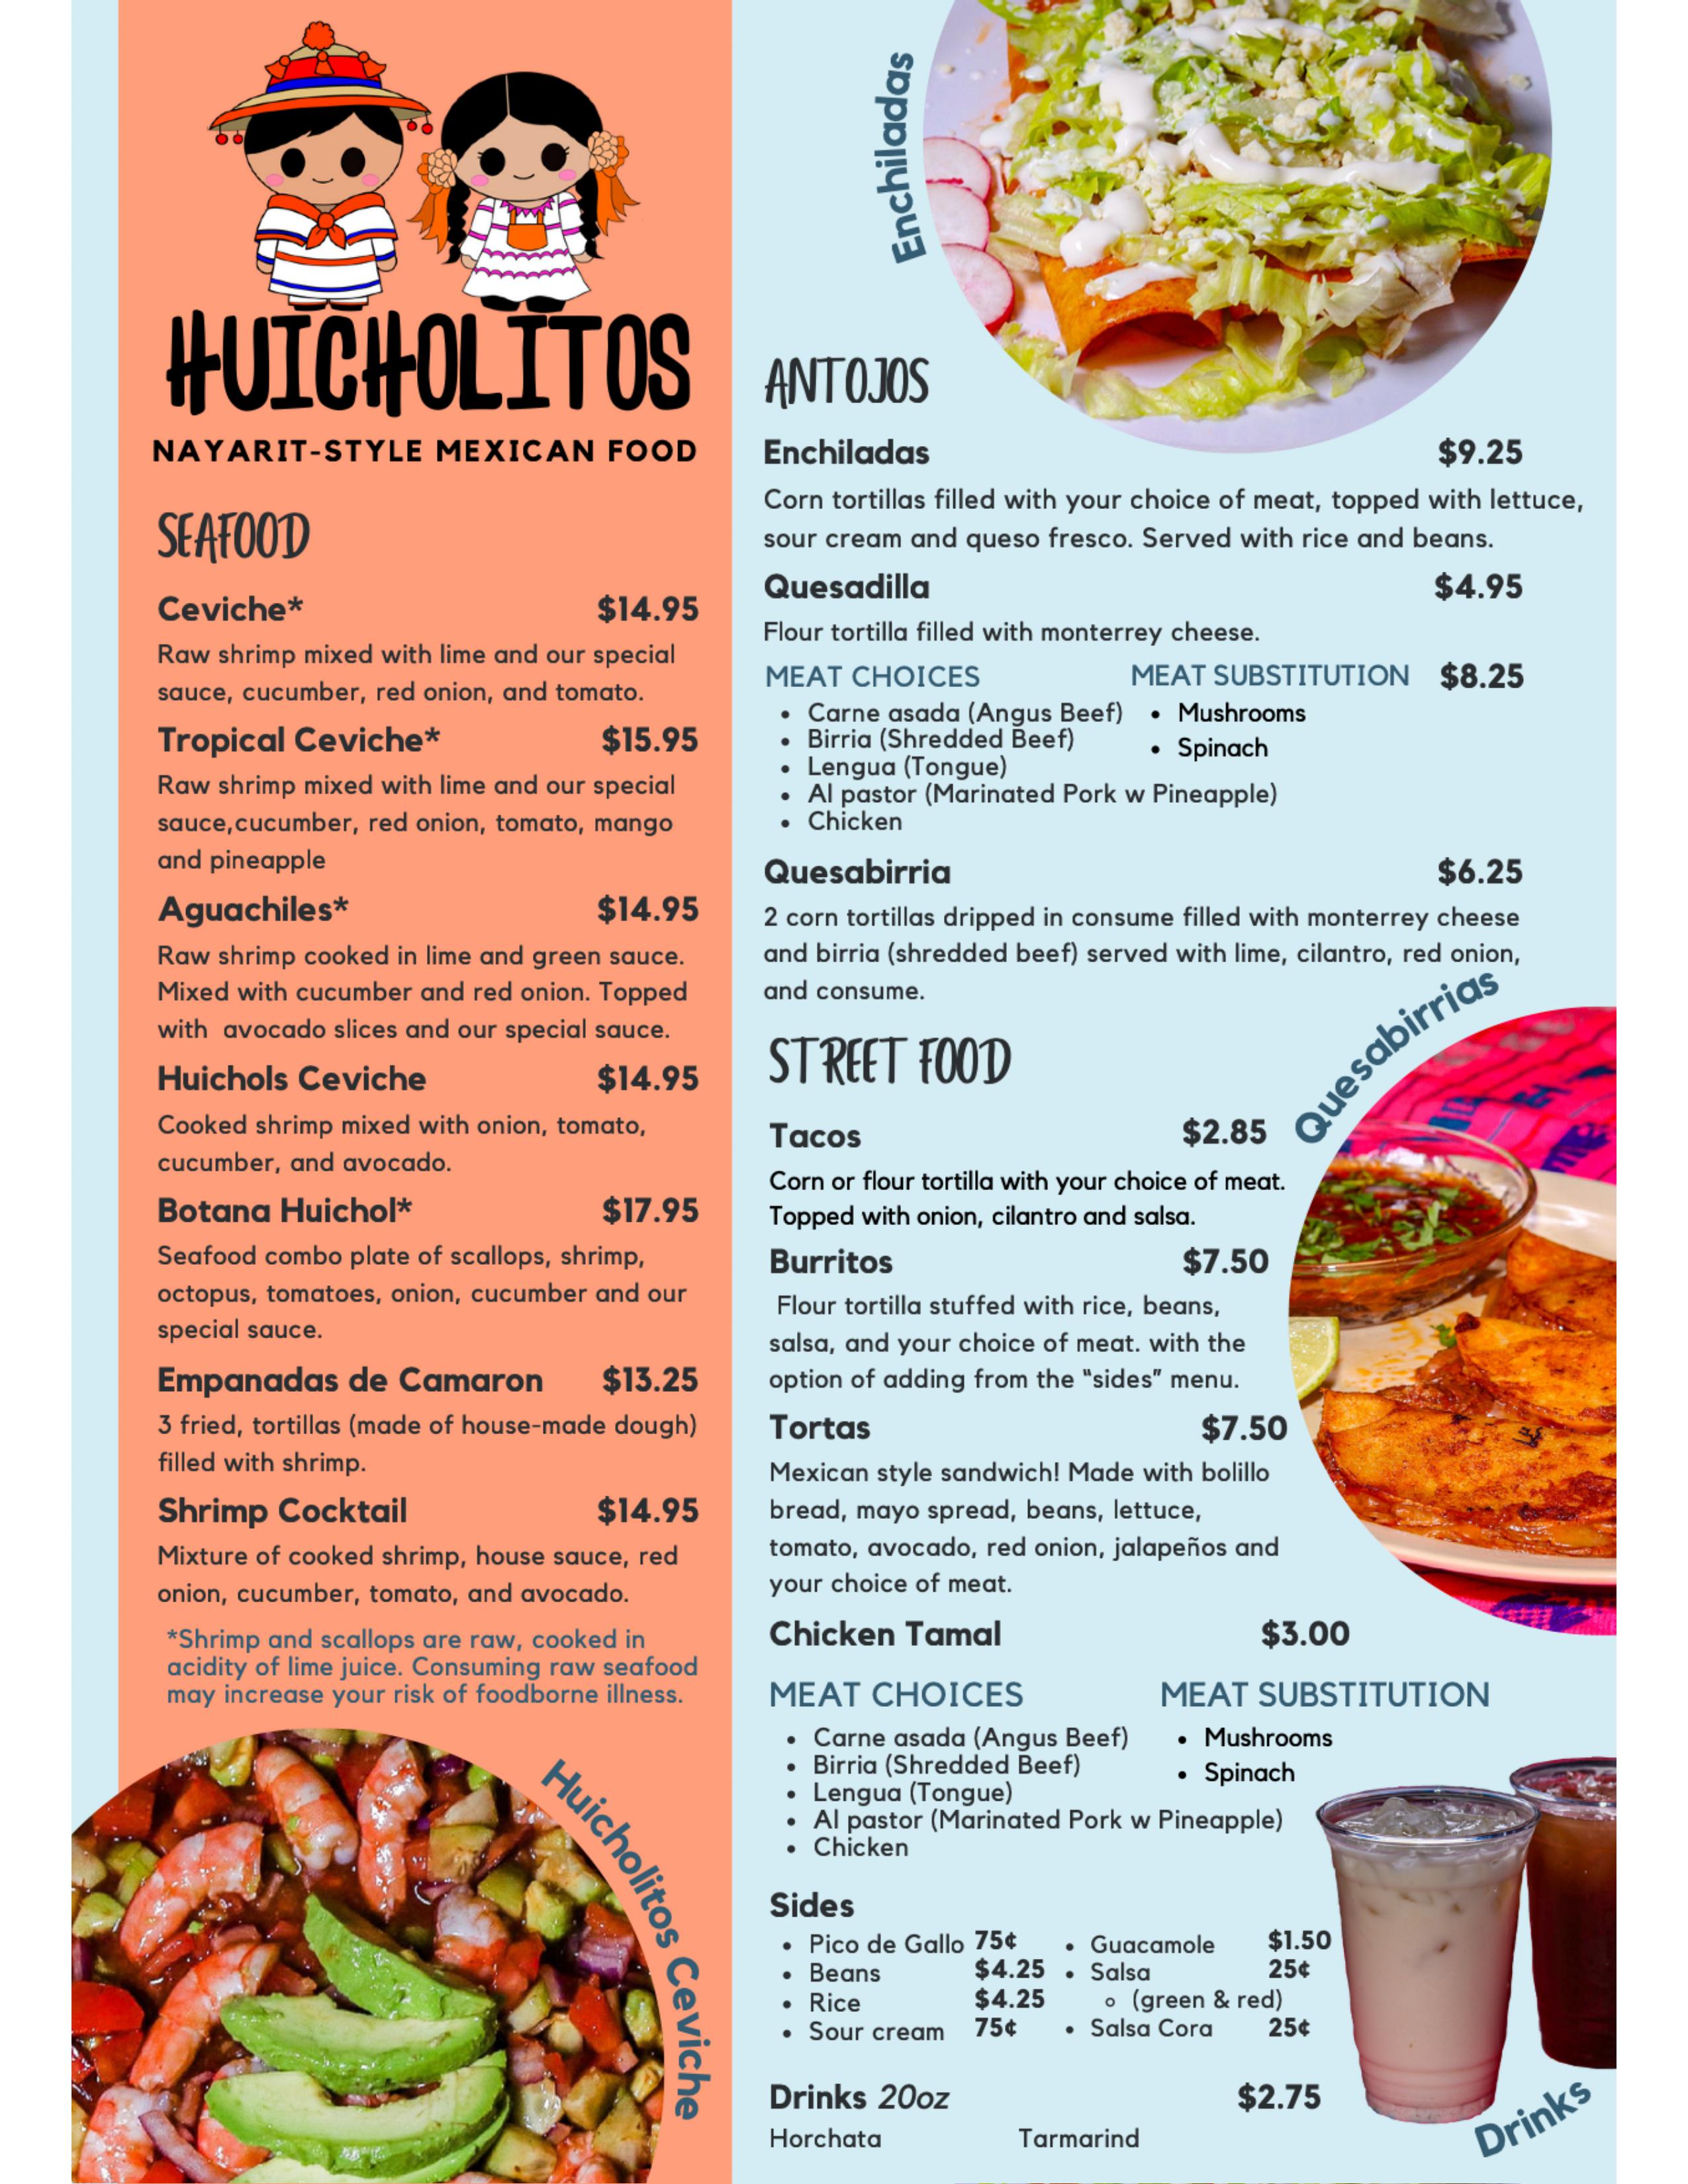 HUICHOLITOS
NAYARIT-STYLE MEXICAN FOOD
SEAFOOD
Ceviche* $14.95
Raw shrimp mixed with lime and our special
sauce, cucumber, red onion, and tomato.
Tropical Ceviche* $15.95
Raw shrimp mixed with lime and our special
sauce,cucumber, red onion, tomato, mango
and pineapple
Aguachiles* $14.95
Raw shrimp cooked in lime and green sauce.
Mixed with cucumber and red onion. Topped
with avocado slices and our special sauce.
Huichols Ceviche $14.95
Cooked shrimp mixed with onion, tomato,
cucumber, and avocado.
Botana Huichol* $17.95
Seafood combo plate of scallops, shrimp,
octopus, tomatoes, onion, cucumber and our
special sauce.
Empanadas de Camaron $13.25
3 fried, tortillas (made of house-made dough)
filled with shrimp.
Shrimp Cocktail $14.95
Mixture of cooked shrimp, house sauce, red
onion, cucumber, tomato, and avocado.
*Shrimp and scallops are raw, cooked in
acidity of lime juice. Consuming raw seafood
may increase your risk of foodborne illness.
Huicholitos Ceviche
Enchiladas
ANTOJOS
Enchiladas $9.25
Corn tortillas filled with your choice of meat, topped with lettuce,
sour cream and queso fresco. Served with rice and beans.
Quesadilla $4.95
Flour tortilla filled with monterrey cheese.
MEAT CHOICES MEAT SUBSTITUTION $8.25
• Carne asada (Angus Beef) • Mushrooms
• Birria (Shredded Beef) • Spinach
• Lengua (Tongue)
• Al pastor (Marinated Pork w Pineapple)
• Chicken
Quesabirria $6.25
2 corn tortillas dripped in consume filled with monterrey cheese
and birria (shredded beef) served with lime, cilantro, red onion,
and consume.
Quesabirrias
STREET FOOD
Tacos $2.85
Corn or flour tortilla with your choice of meat.
Topped with onion, cilantro and salsa.
Burritos $7.50
Flour tortilla stuffed with rice, beans,
salsa, and your choice of meat. with the
option of adding from the “sides” menu.
Tortas $7.50
Mexican style sandwich! Made with bolillo
bread, mayo spread, beans, lettuce,
tomato, avocado, red onion, jalapeños and
your choice of meat.
Chicken Tamal $3.00
MEAT CHOICES MEAT SUBSTITUTION
• Carne asada (Angus Beef) • Mushrooms
• Birria (Shredded Beef) • Spinach
• Lengua (Tongue)
• Al pastor (Marinated Pork w Pineapple)
• Chicken
Sides
• Pico de Gallo 75¢ • Guacamole $1.50
• Beans $4.25 • Salsa 25¢
• Rice $4.25 ◦ (green & red)
• Sour cream 75¢ • Salsa Cora 25¢
Drinks 20oz $2.75
Horchata Tarmarind
Drinks